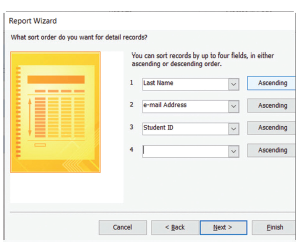 Report Wizard
What sort order do you want for detail records?
You can sort records by up to four fields, in either
ascending or descending order.
1 Last Name Ascending
2 e-mail Address Ascending
3 Student ID Ascending
4 Ascending
Cancel < Back Next > Finish